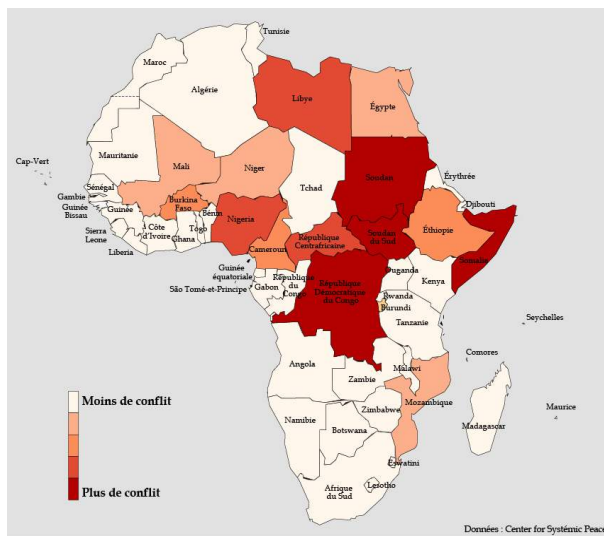 Tunisie
Maroc
Algérie
Libye
Égypte
Cap-Vert
Mauritanie
Mali
Niger
Tchad
Soudan
Érythrée
Sénégal
Gambie
Guinée
Bissau
Guinée
Burkina
Faso
Bénin
Djibouti
Sierra
Leone
Côte
d'Ivoire
Togo
Ghana
Liberia
Nigeria
Cameroun
République
Centrafricaine
Soudan
du Sud
Éthiopie
Somalie
Guinée
équatoriale
São Tomé-et-Principe
Gabon
République
du
Congo
République
Démocratique
du Congo
Ouganda
Kenya
Rwanda
Burundi
Tanzanie
Seychelles
Comores
Angola
Zambie
Malawi
Mozambique
Zimbabwe
Madagascar
Maurice
Namibie
Botswana
Eswatini
Lesotho
Afrique
du Sud
Moins de conflit
Plus de conflit
Données : Center for Systémic Peace